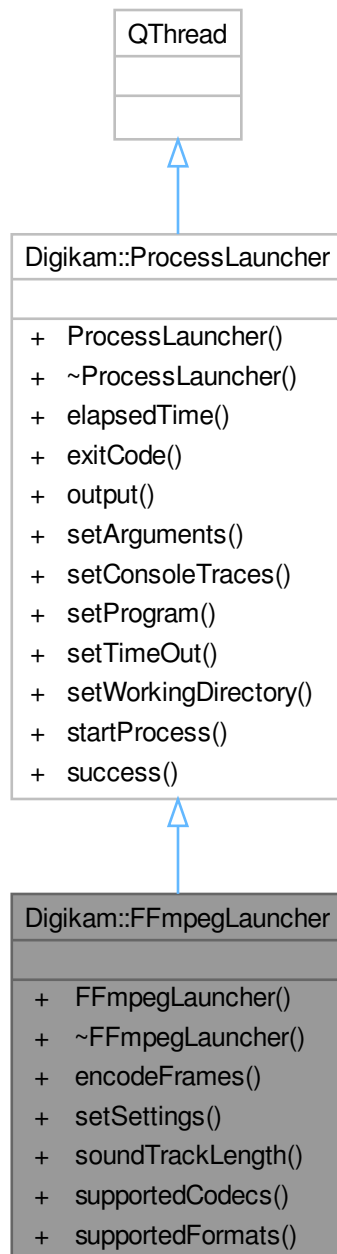 QThread
Digikam::ProcessLauncher
+ ProcessLauncher()
+ ~ProcessLauncher()
+ elapsedTime()
+ exitCode()
+ output()
+ setArguments()
+ setConsoleTraces()
+ setProgram()
+ setTimeOut()
+ setWorkingDirectory()
+ startProcess()
+ success()
Digikam::FFmpegLauncher
+ FFmpegLauncher()
+ ~FFmpegLauncher()
+ encodeFrames()
+ setSettings()
+ soundTrackLength()
+ supportedCodecs()
+ supportedFormats()